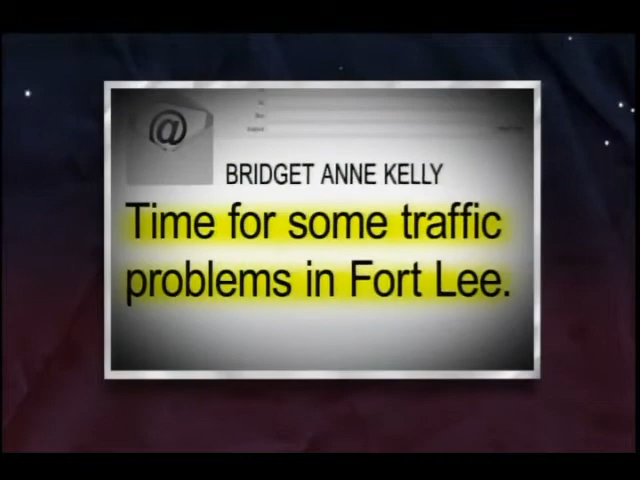 @
BRIDGET ANNE KELLY
Time for some traffic
problems in Fort Lee.